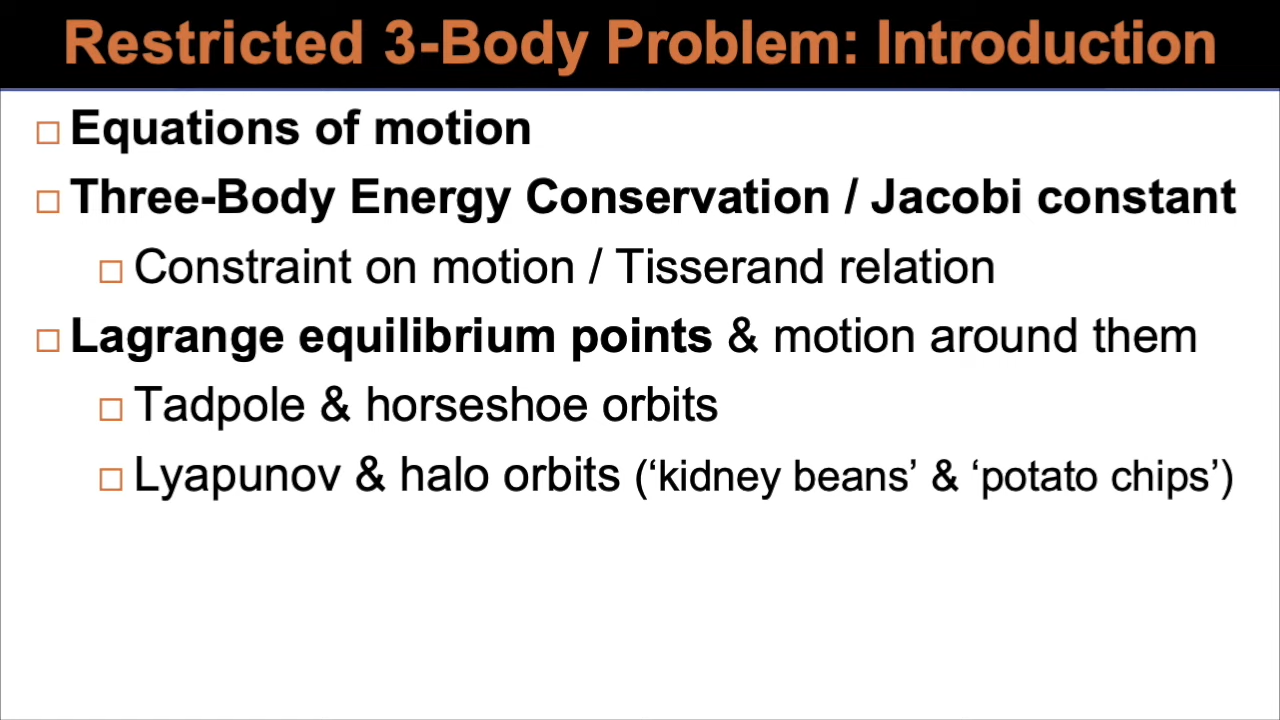 Restricted 3-Body Problem: Introduction
Equations of motion
Three-Body Energy Conservation / Jacobi constant
Constraint on motion / Tisserand relation
Lagrange equilibrium points & motion around them
Tadpole & horseshoe orbits
Lyapunov & halo orbits (‘kidney beans’ & ‘potato chips’)